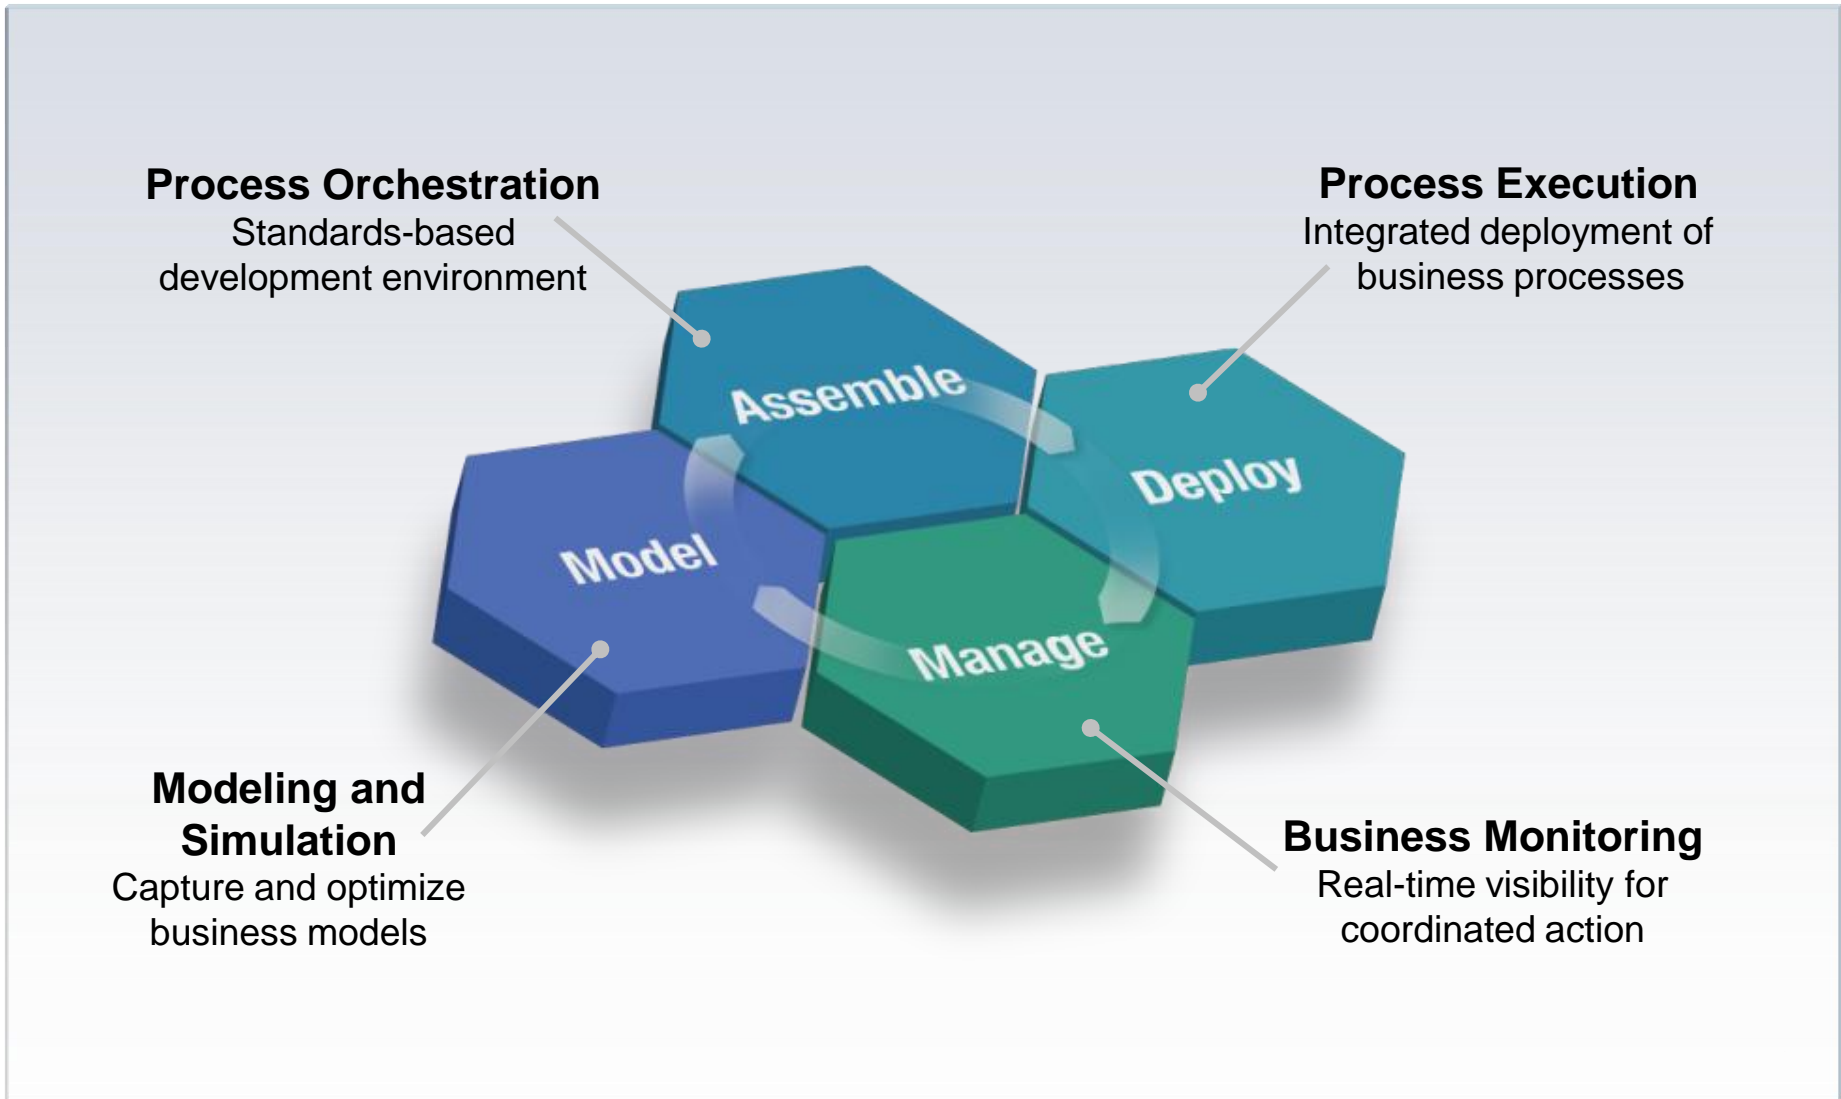 Process Orchestration
Standards-based
development environment
Process Execution
Integrated deployment of
business processes
Assemble
Deploy
Model
Manage
Modeling and
Simulation
Capture and optimize
business models
Business Monitoring
Real-time visibility for
coordinated action